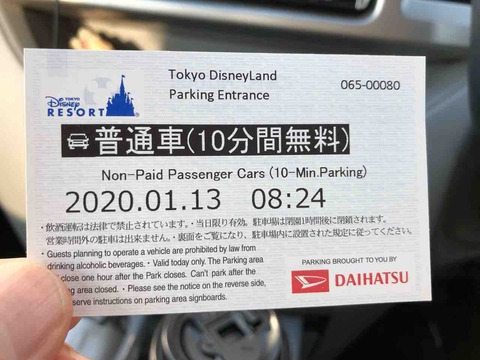 Tokyo DisneyLand
Parking Entrance
065-00080
TOKYO
Disney
RESORT
普通車(10分間無料)
Non-Paid Passenger Cars (10-Min.Parking)
2020.01.13 08:24
・飲酒運転は法律で禁止されています。・当日限り有効。駐車場は閉園1時間後に閉鎖されます。
営業時間外の駐車は出来ません。・裏面をご覧になり、駐車場内に設置された規定に従ってください。
・Guests planning to operate a vehicle are prohibited by law from
drinking alcoholic beverages. ・Valid today only. The Parking area
close one hour after the Park closes. Can't park after the
area closed. ・Please see the notice on the reverse side,
serve instructions on parking area signboards.
PARKING BROUGHT TO YOU BY
DAIHATSU